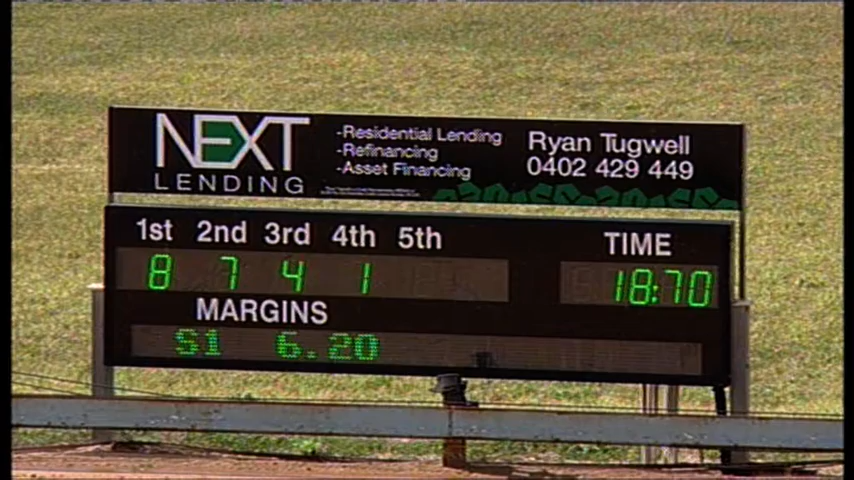 NEXT
LENDING
-Residential Lending
-Refinancing
-Asset Financing
Ryan Tugwell
0402 429 449
1st 2nd 3rd 4th 5th
TIME
8 7 4 1
18:70
MARGINS
S1 6.20